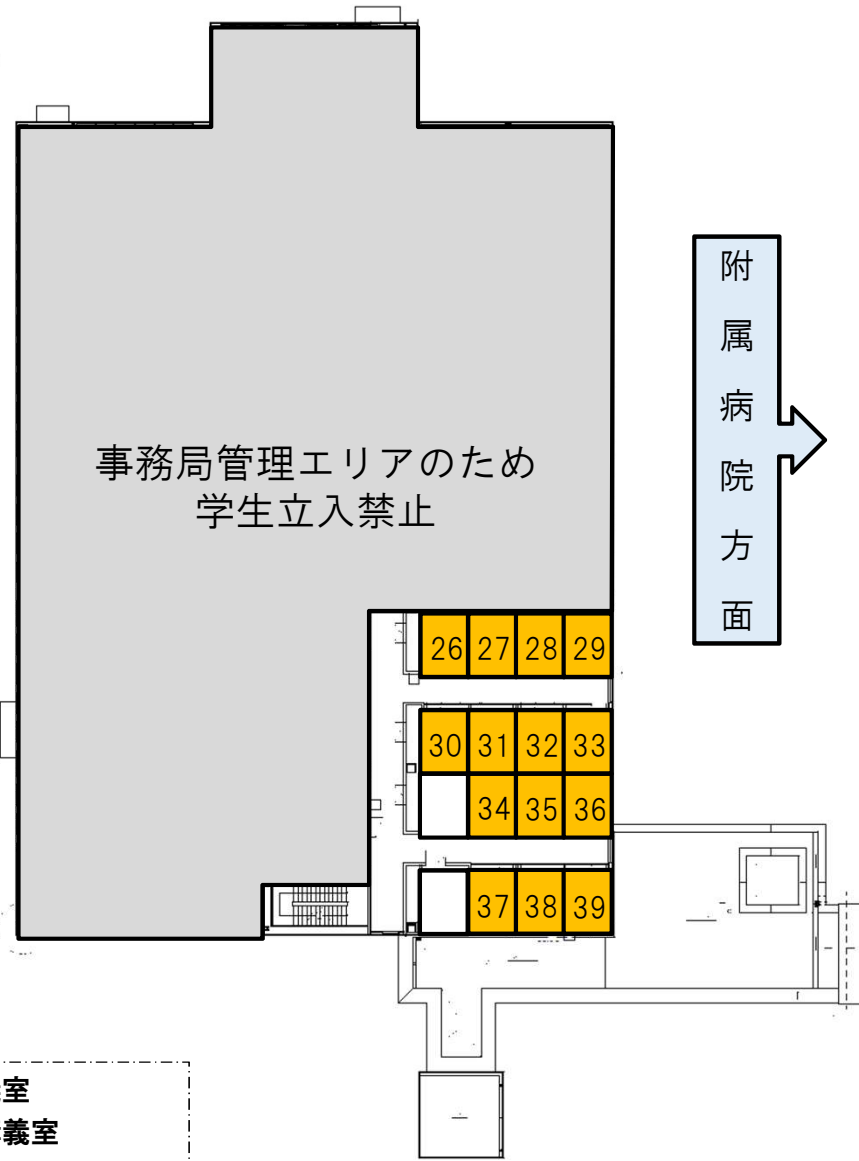 附属病院方面
事務局管理エリアのため
学生立入禁止
26 27 28 29
30 31 32 33
34 35 36
37 38 39
室
義室